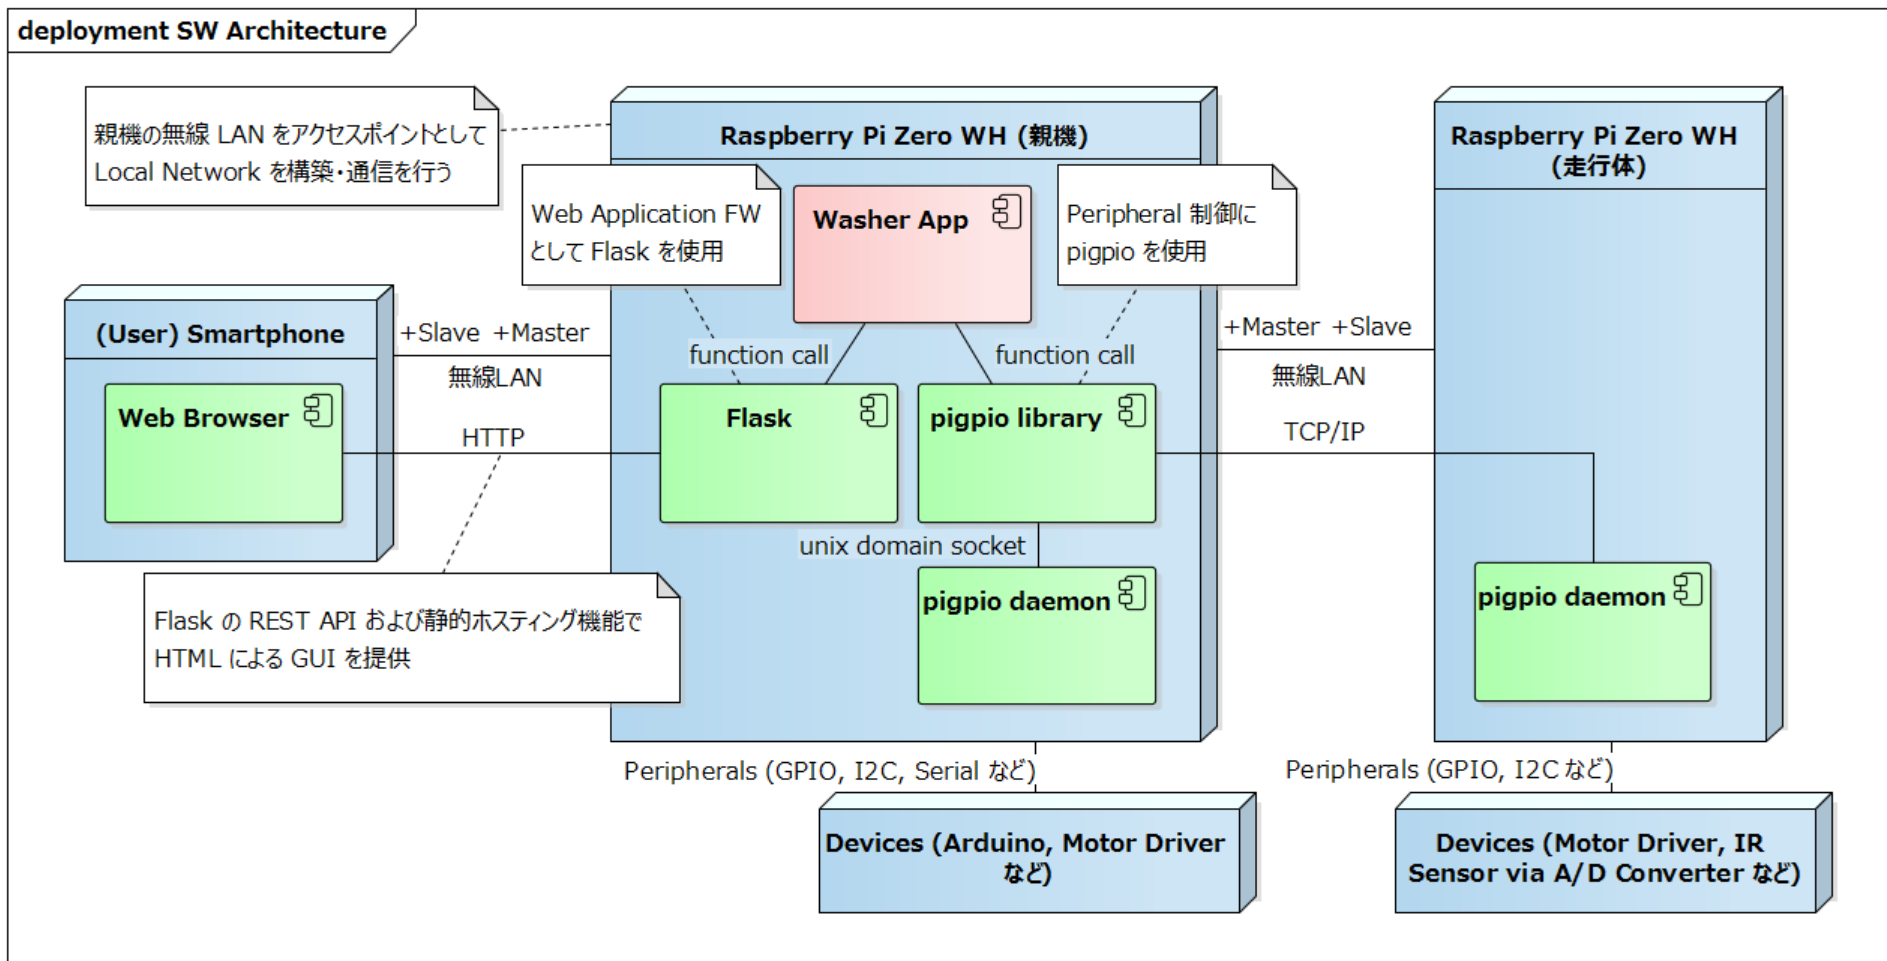 deployment SW Architecture
親機の無線 LAN をアクセスポイントとして
Local Network を構築・通信を行う
Raspberry Pi Zero WH (親機)
Web Application FW
として Flask を使用
Washer App
Peripheral 制御に
pigpio を使用
Raspberry Pi Zero WH
(走行体)
(User) Smartphone
+Slave +Master
無線LAN
Web Browser
HTTP
function call
function call
Flask
pigpio library
+Master +Slave
無線LAN
TCP/IP
unix domain socket
pigpio daemon
pigpio daemon
Flask の REST API および静的ホスティング機能で
HTML による GUI を提供
Peripherals (GPIO, I2C, Serial など)
Peripherals (GPIO, I2C など)
Devices (Arduino, Motor Driver
など)
Devices (Motor Driver, IR
Sensor via A/D Converter など)